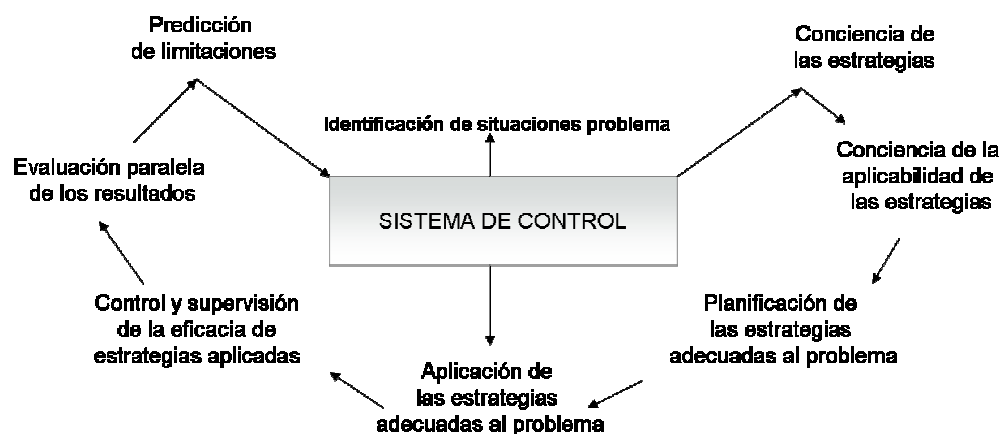 Predicción
de limitaciones
Conciencia de
las estrategias
Identificación de situaciones problema
Evaluación paralela
de los resultados
Conciencia de la
aplicabilidad de
las estrategias
SISTEMA DE CONTROL
Control y supervisión
de la eficacia de
estrategias aplicadas
Planificación de
las estrategias
adecuadas al problema
Aplicación de
las estrategias
adecuadas al problema